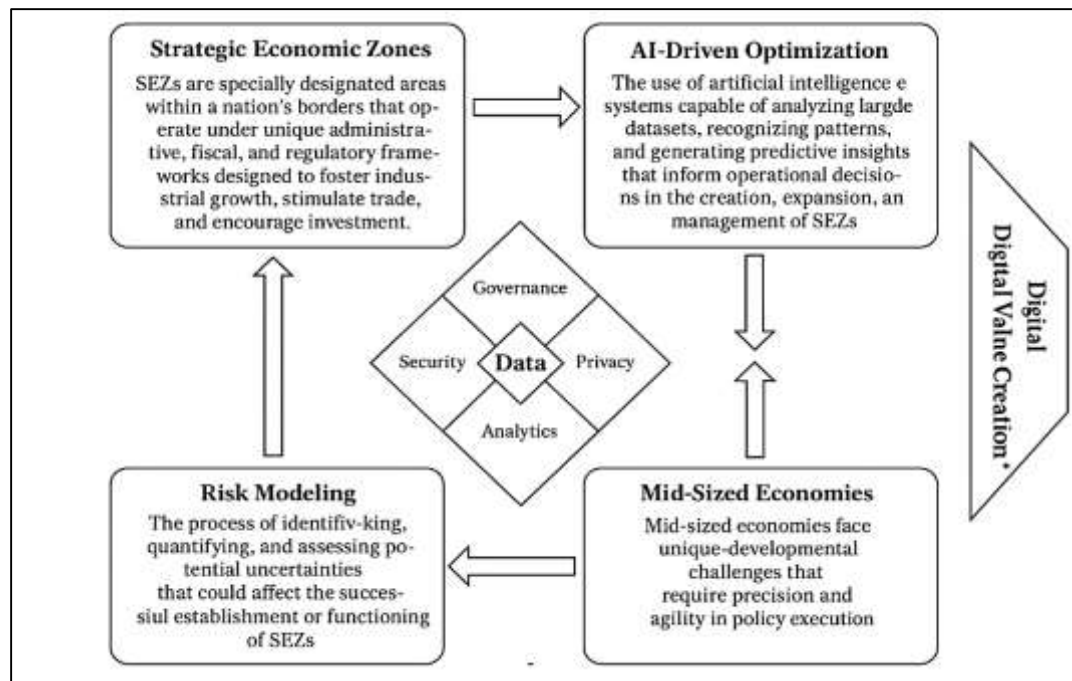 Strategic Economic Zones
SEZs are specially designated areas
within a nation's borders that op-
erate under unique administra-
tive, fiscal, and regulatory frame-
works designed to foster indus-
strial growth, stimulate trade,
and encourage investment.
AI-Driven Optimization
The use of artificial intelligence e
systems capable of analyzing largde
datasets, recognizing patterns,
and generating predictive insights
that inform operational decisio-
ns in the creation, expansion, an
management of SEZs
Governance
Security
Data
Privacy
Analytics
Digital
Digital Valne Creation*
Risk Modeling
The process of identifiv-king,
quantifying, and assessing po-
tential uncertainties
that could affect the succes-
siul establishment or functioning
of SEZs
Mid-Sized Economies
Mid-sized economies face
unique-developmental
challenges that
require precision and
agility in policy execution